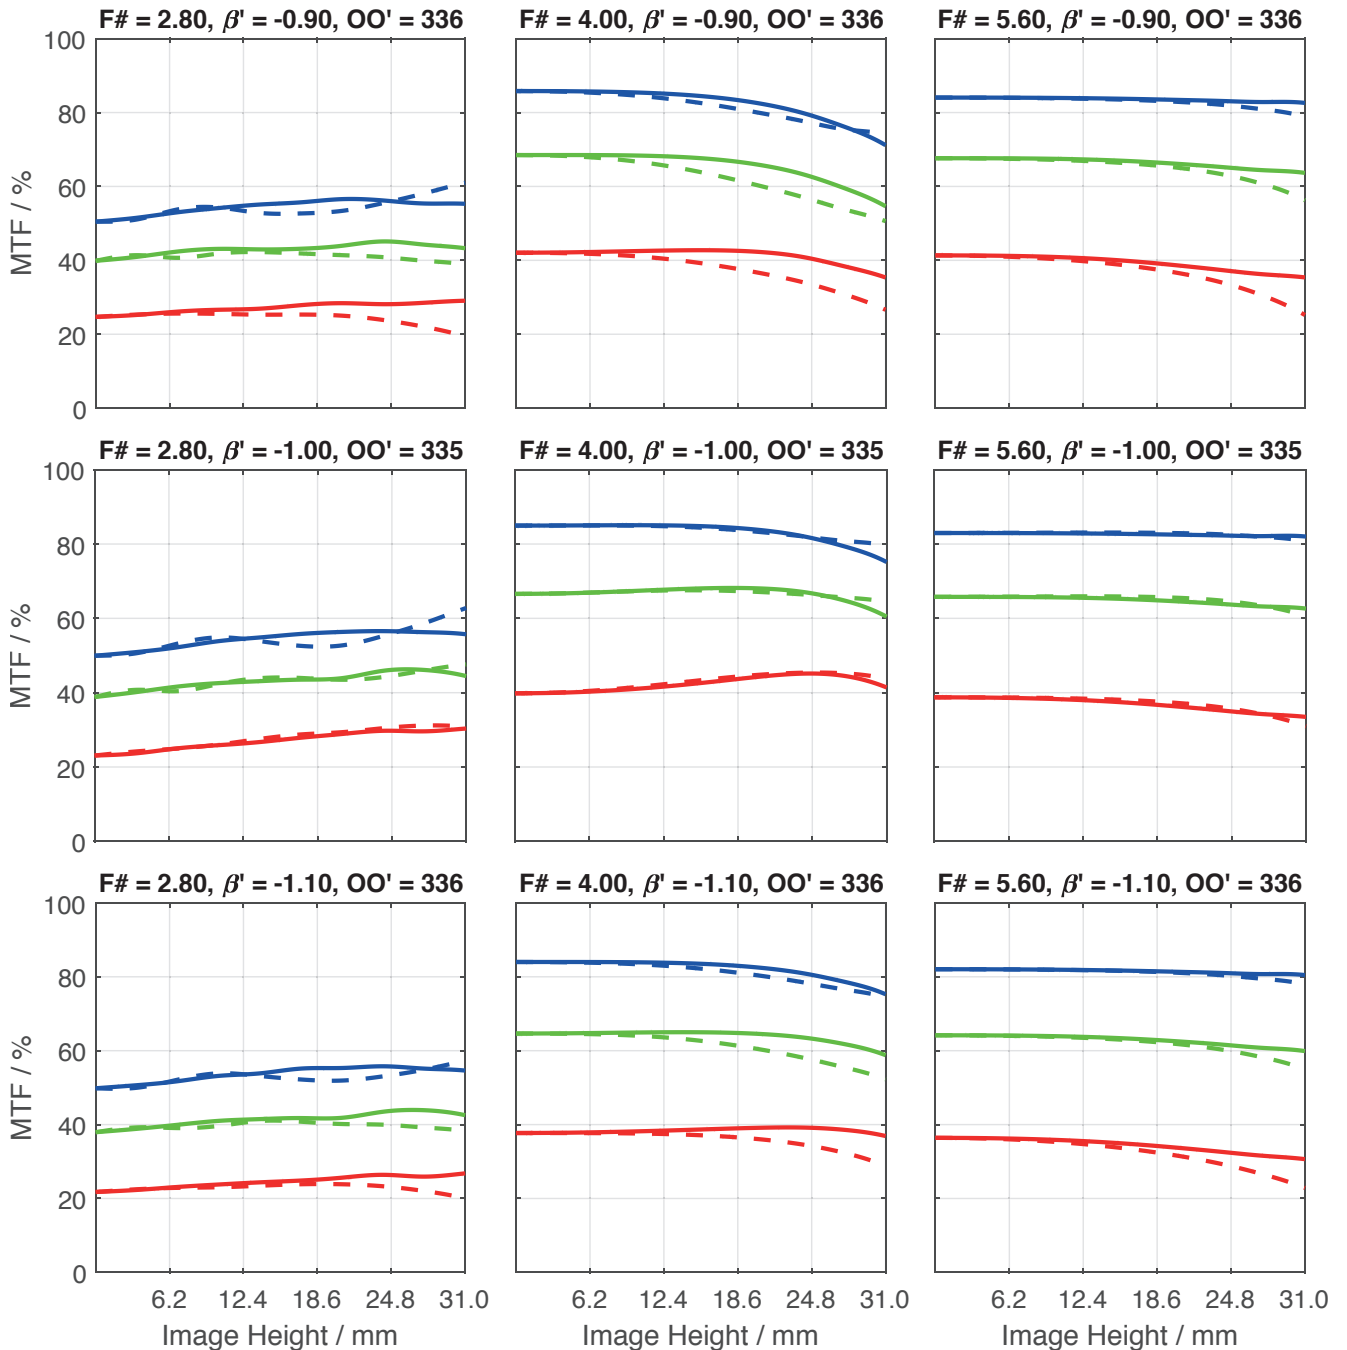 F# = 2.80, β' = -0.90, OO' = 336 F# = 4.00, β' = -0.90, OO' = 336 F# = 5.60, β' = -0.90, OO' = 336
100
80
60
40
20
0
MTF / %
F# = 2.80, β' = -1.00, OO' = 335 F# = 4.00, β' = -1.00, OO' = 335 F# = 5.60, β' = -1.00, OO' = 335
100
80
60
40
20
0
MTF / %
F# = 2.80, β' = -1.10, OO' = 336 F# = 4.00, β' = -1.10, OO' = 336 F# = 5.60, β' = -1.10, OO' = 336
100
80
60
40
20
0
MTF / %
6.2 12.4 18.6 24.8 31.0 6.2 12.4 18.6 24.8 31.0 6.2 12.4 18.6 24.8 31.0
Image Height / mm Image Height / mm Image Height / mm